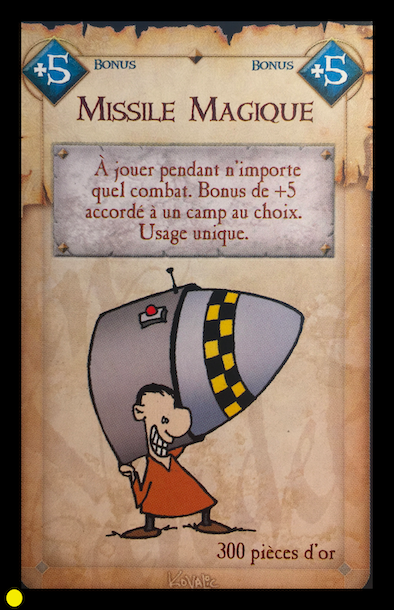 +5 BONUS BONUS +5
MISSILE MAGIQUE
À jouer pendant n'importe
quel combat. Bonus de +5
accordé à un camp au choix.
Usage unique.
300 pièces d'or
KOVALIC